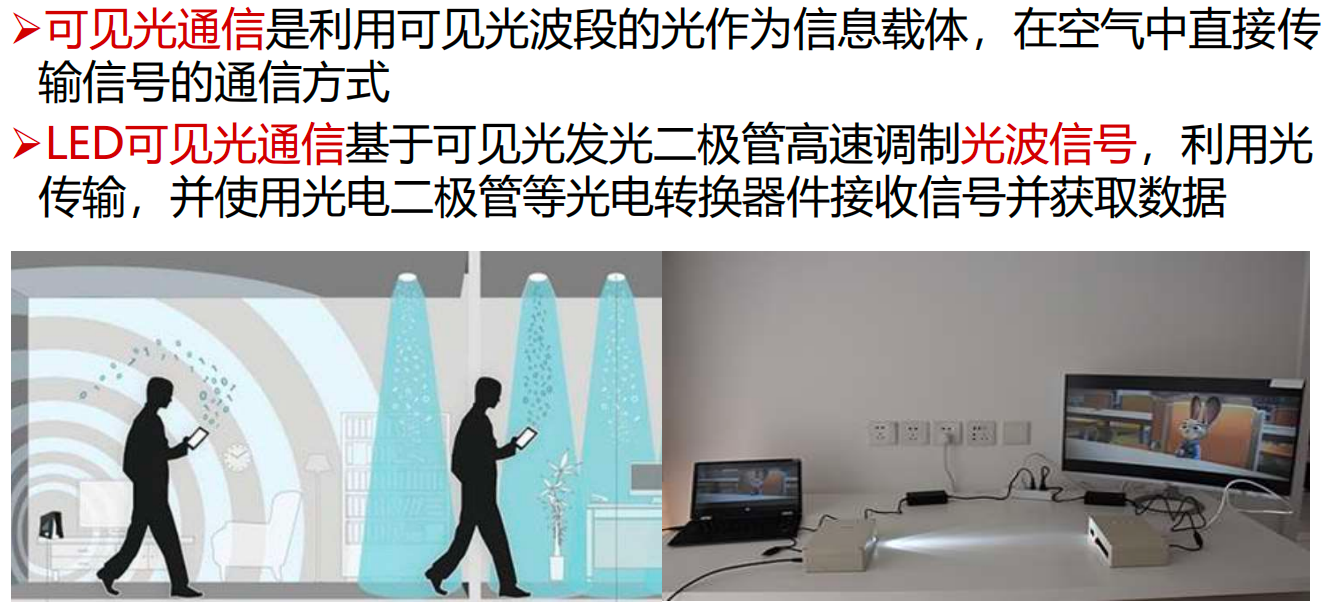 ➢可见光通信是利用可见光波段的光作为信息载体，在空气中直接传
输信号的通信方式
➢LED可见光通信基于可见光发光二极管高速调制光波信号，利用光
传输，并使用光电二极管等光电转换器件接收信号并获取数据